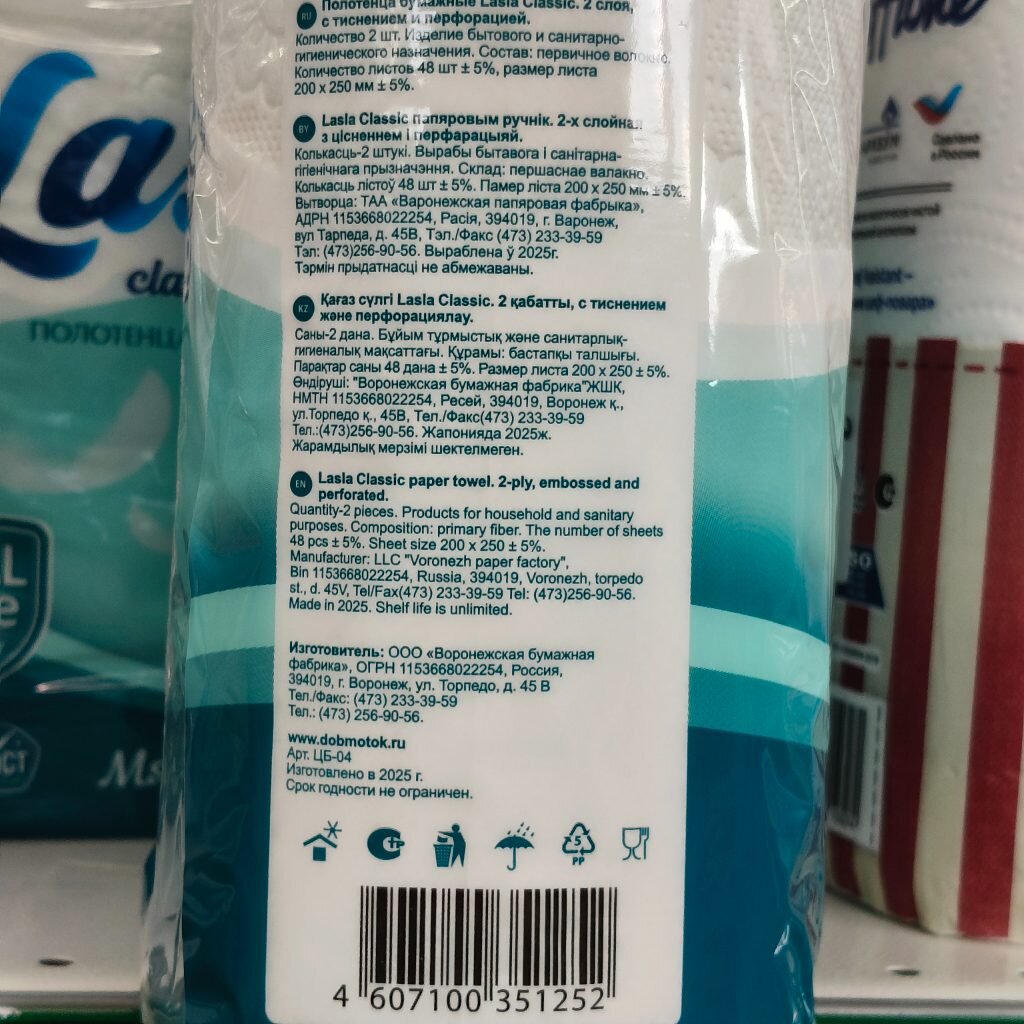 RU Полотенца бумажные Lasla Classic. 2 слоя,
с тиснением и перфорацией.
Количество 2 шт. Изделие бытового и санитарно-
гигиенического назначения. Состав: первичное волокно.
Количество листов 48 шт ± 5%, размер листа
200 x 250 мм ± 5%.
BY Lasla Classic папяровым ручнік. 2-х слойная
з цісненнем і перфарацыяй.
Колькасць-2 штукі. Вырабы бытавога і санітарна-
гігіенічнага прызначэння. Склад: першаснае валакно.
Колькасць лістоў 48 шт ± 5%. Памер ліста 200 x 250 мм ± 5%.
Вытворца: ТАА «Варонежская папяровая фабрыка»,
АДРН 1153668022254, Расія, 394019, г. Варонеж,
вул Тарпеда, д. 45В, Тэл./Факс (473) 233-39-59
Тэл: (473)256-90-56. Выраблена ў 2025г.
Тэрмін прыдатнасці не абмежаваны.
KZ Қағаз сүлгі Lasla Classic. 2 қабатты, с тиснением
және перфорациялау.
Саны-2 дана. Бұйым тұрмыстық және санитарлық-
гигиеналық мақсаттағы. Құрамы: бастапқы талшығы.
Парақтар саны 48 дана ± 5%. Размер листа 200 x 250 ± 5%.
Өндіруші: "Воронежская бумажная фабрика"ЖШҚ,
НМТН 1153668022254, Ресей, 394019, Воронеж қ.,
ул.Торпедо қ., 45В, Тел./Факс(473) 233-39-59
Тел.:(473)256-90-56. Жапонияда 2025ж.
Жарамдылық мерзімі шектелмеген.
EN Lasla Classic paper towel. 2-ply, embossed and
perforated.
Quantity-2 pieces. Products for household and sanitary
purposes. Composition: primary fiber. The number of sheets
48 pcs ± 5%. Sheet size 200 x 250 ± 5%.
Manufacturer: LLC "Voronezh paper factory",
Bin 1153668022254, Russia, 394019, Voronezh, torpedo
st., d. 45V, Tel/Fax(473) 233-39-59 Tel: (473)256-90-56.
Made in 2025. Shelf life is unlimited.
Изготовитель: ООО «Воронежская бумажная
фабрика», ОГРН 1153668022254, Россия,
394019, г. Воронеж, ул. Торпедо, д. 45 В
Тел./Факс: (473) 233-39-59
Тел.: (473) 256-90-56.
www.dobmotok.ru
Арт. ЦБ-04
Изготовлено в 2025 г.
Срок годности не ограничен.
5
PP
4 607100 351252
La
cla
ПОЛОТЕНЦ
Сделано
в России